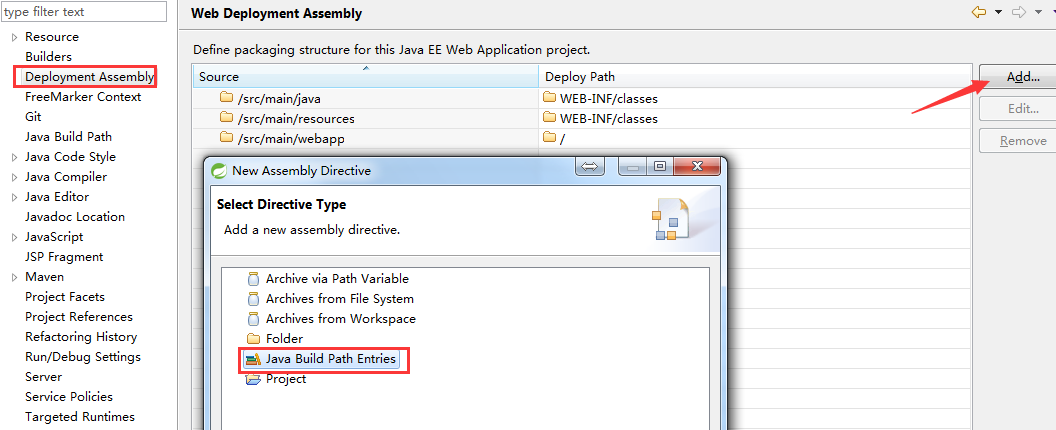 type filter text
Resource
Builders
Deployment Assembly
FreeMarker Context
Git
Java Build Path
Java Code Style
Java Compiler
Java Editor
Javadoc Location
JavaScript
JSP Fragment
Maven
Project Facets
Project References
Refactoring History
Run/Debug Settings
Server
Service Policies
Targeted Runtimes
Web Deployment Assembly
Define packaging structure for this Java EE Web Application project.
Source Deploy Path
/src/main/java WEB-INF/classes
/src/main/resources WEB-INF/classes
/src/main/webapp /
Add...
Edit...
Remove
New Assembly Directive
Select Directive Type
Add a new assembly directive.
Archive via Path Variable
Archives from File System
Archives from Workspace
Folder
Java Build Path Entries
Project